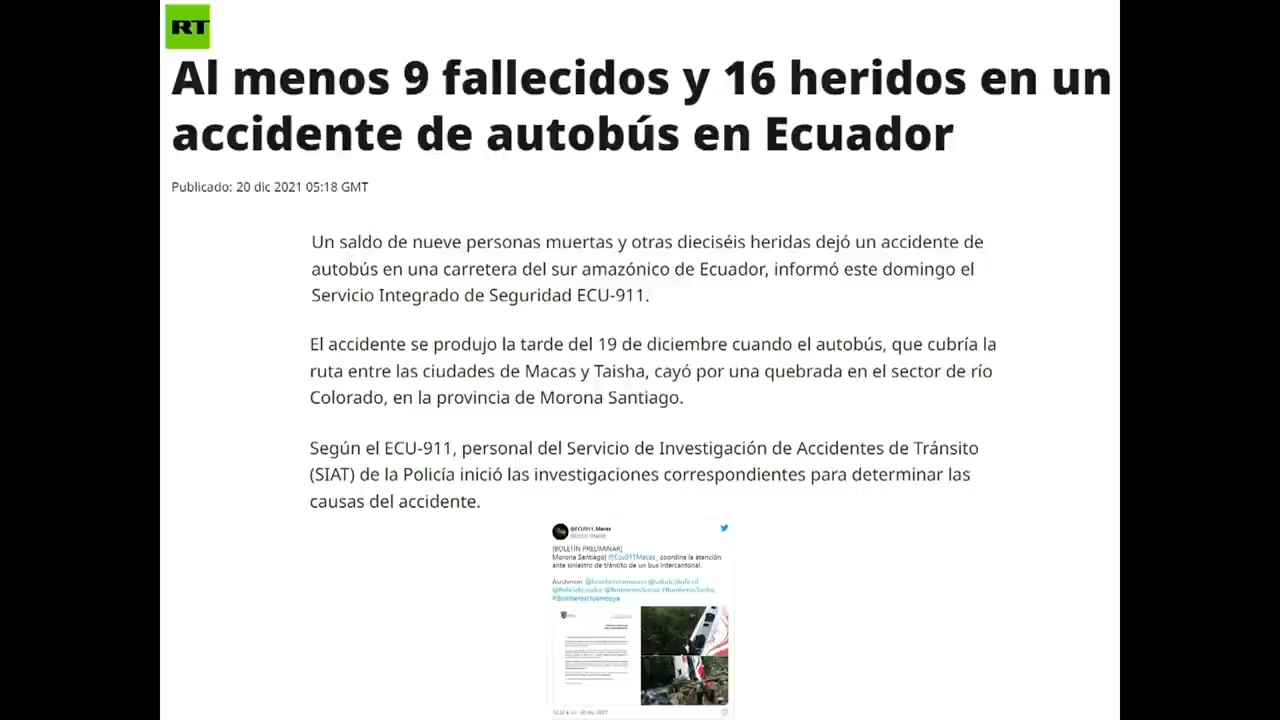 RT
Al menos 9 fallecidos y 16 heridos en un
accidente de autobús en Ecuador
Publicado: 20 dic 2021 05:18 GMT
Un saldo de nueve personas muertas y otras dieciséis heridas dejó un accidente de
autobús en una carretera del sur amazónico de Ecuador, informó este domingo el
Servicio Integrado de Seguridad ECU-911.
El accidente se produjo la tarde del 19 de diciembre cuando el autobús, que cubría la
ruta entre las ciudades de Macas y Taisha, cayó por una quebrada en el sector de río
Colorado, en la provincia de Morona Santiago.
Según el ECU-911, personal del Servicio de Investigación de Accidentes de Tránsito
(SIAT) de la Policía inició las investigaciones correspondientes para determinar las
causas del accidente.
@ECU911_Macas
[BOLETÍN PRELIMINAR]
Morona Santiago| @Ecu911Macas_ coordina la atención
ante siniestro de tránsito de un bus intercantonal.